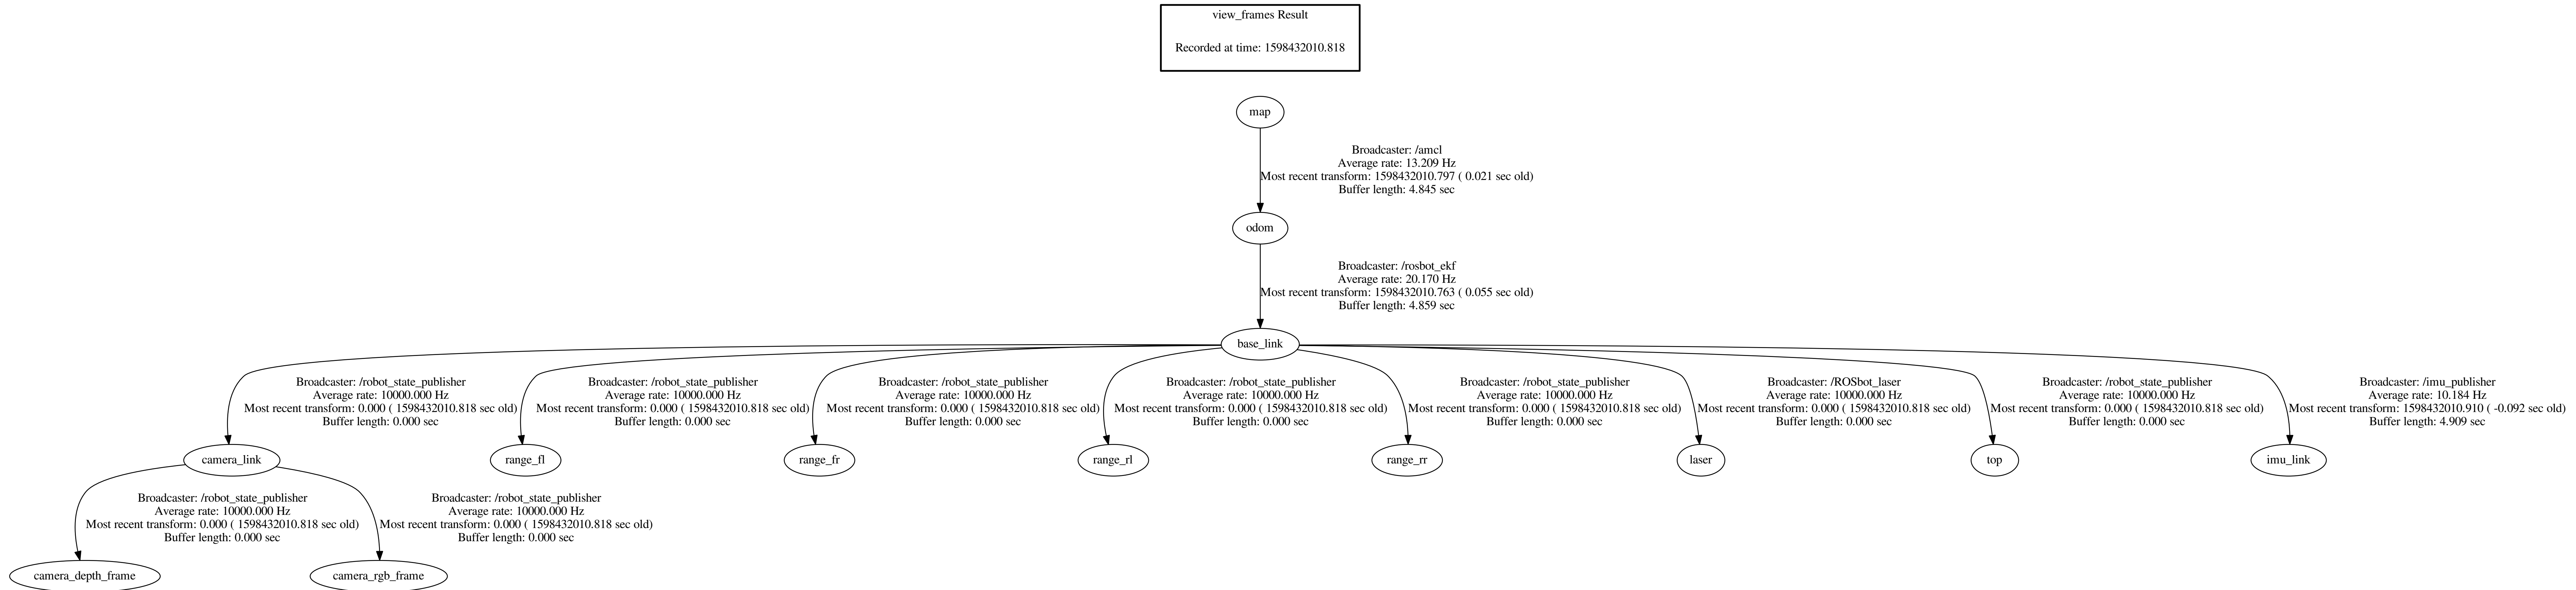 view_frames Result
Recorded at time: 1598432010.818
map
Broadcaster: /amcl
Average rate: 13.209 Hz
Most recent transform: 1598432010.797 ( 0.021 sec old)
Buffer length: 4.845 sec
odom
Broadcaster: /rosbot_ekf
Average rate: 20.170 Hz
Most recent transform: 1598432010.763 ( 0.055 sec old)
Buffer length: 4.859 sec
base_link
Broadcaster: /robot_state_publisher
Average rate: 10000.000 Hz
Most recent transform: 0.000 ( 1598432010.818 sec old)
Buffer length: 0.000 sec
Broadcaster: /robot_state_publisher
Average rate: 10000.000 Hz
Most recent transform: 0.000 ( 1598432010.818 sec old)
Buffer length: 0.000 sec
Broadcaster: /robot_state_publisher
Average rate: 10000.000 Hz
Most recent transform: 0.000 ( 1598432010.818 sec old)
Buffer length: 0.000 sec
Broadcaster: /robot_state_publisher
Average rate: 10000.000 Hz
Most recent transform: 0.000 ( 1598432010.818 sec old)
Buffer length: 0.000 sec
Broadcaster: /robot_state_publisher
Average rate: 10000.000 Hz
Most recent transform: 0.000 ( 1598432010.818 sec old)
Buffer length: 0.000 sec
Broadcaster: /ROSbot_laser
Average rate: 10000.000 Hz
Most recent transform: 0.000 ( 1598432010.818 sec old)
Buffer length: 0.000 sec
Broadcaster: /robot_state_publisher
Average rate: 10000.000 Hz
Most recent transform: 0.000 ( 1598432010.818 sec old)
Buffer length: 0.000 sec
Broadcaster: /imu_publisher
Average rate: 10.184 Hz
Most recent transform: 1598432010.910 ( -0.092 sec old)
Buffer length: 4.909 sec
camera_link
range_fl
range_fr
range_rl
range_rr
laser
top
imu_link
Broadcaster: /robot_state_publisher
Average rate: 10000.000 Hz
Most recent transform: 0.000 ( 1598432010.818 sec old)
Buffer length: 0.000 sec
Broadcaster: /robot_state_publisher
Average rate: 10000.000 Hz
Most recent transform: 0.000 ( 1598432010.818 sec old)
Buffer length: 0.000 sec
camera_depth_frame
camera_rgb_frame